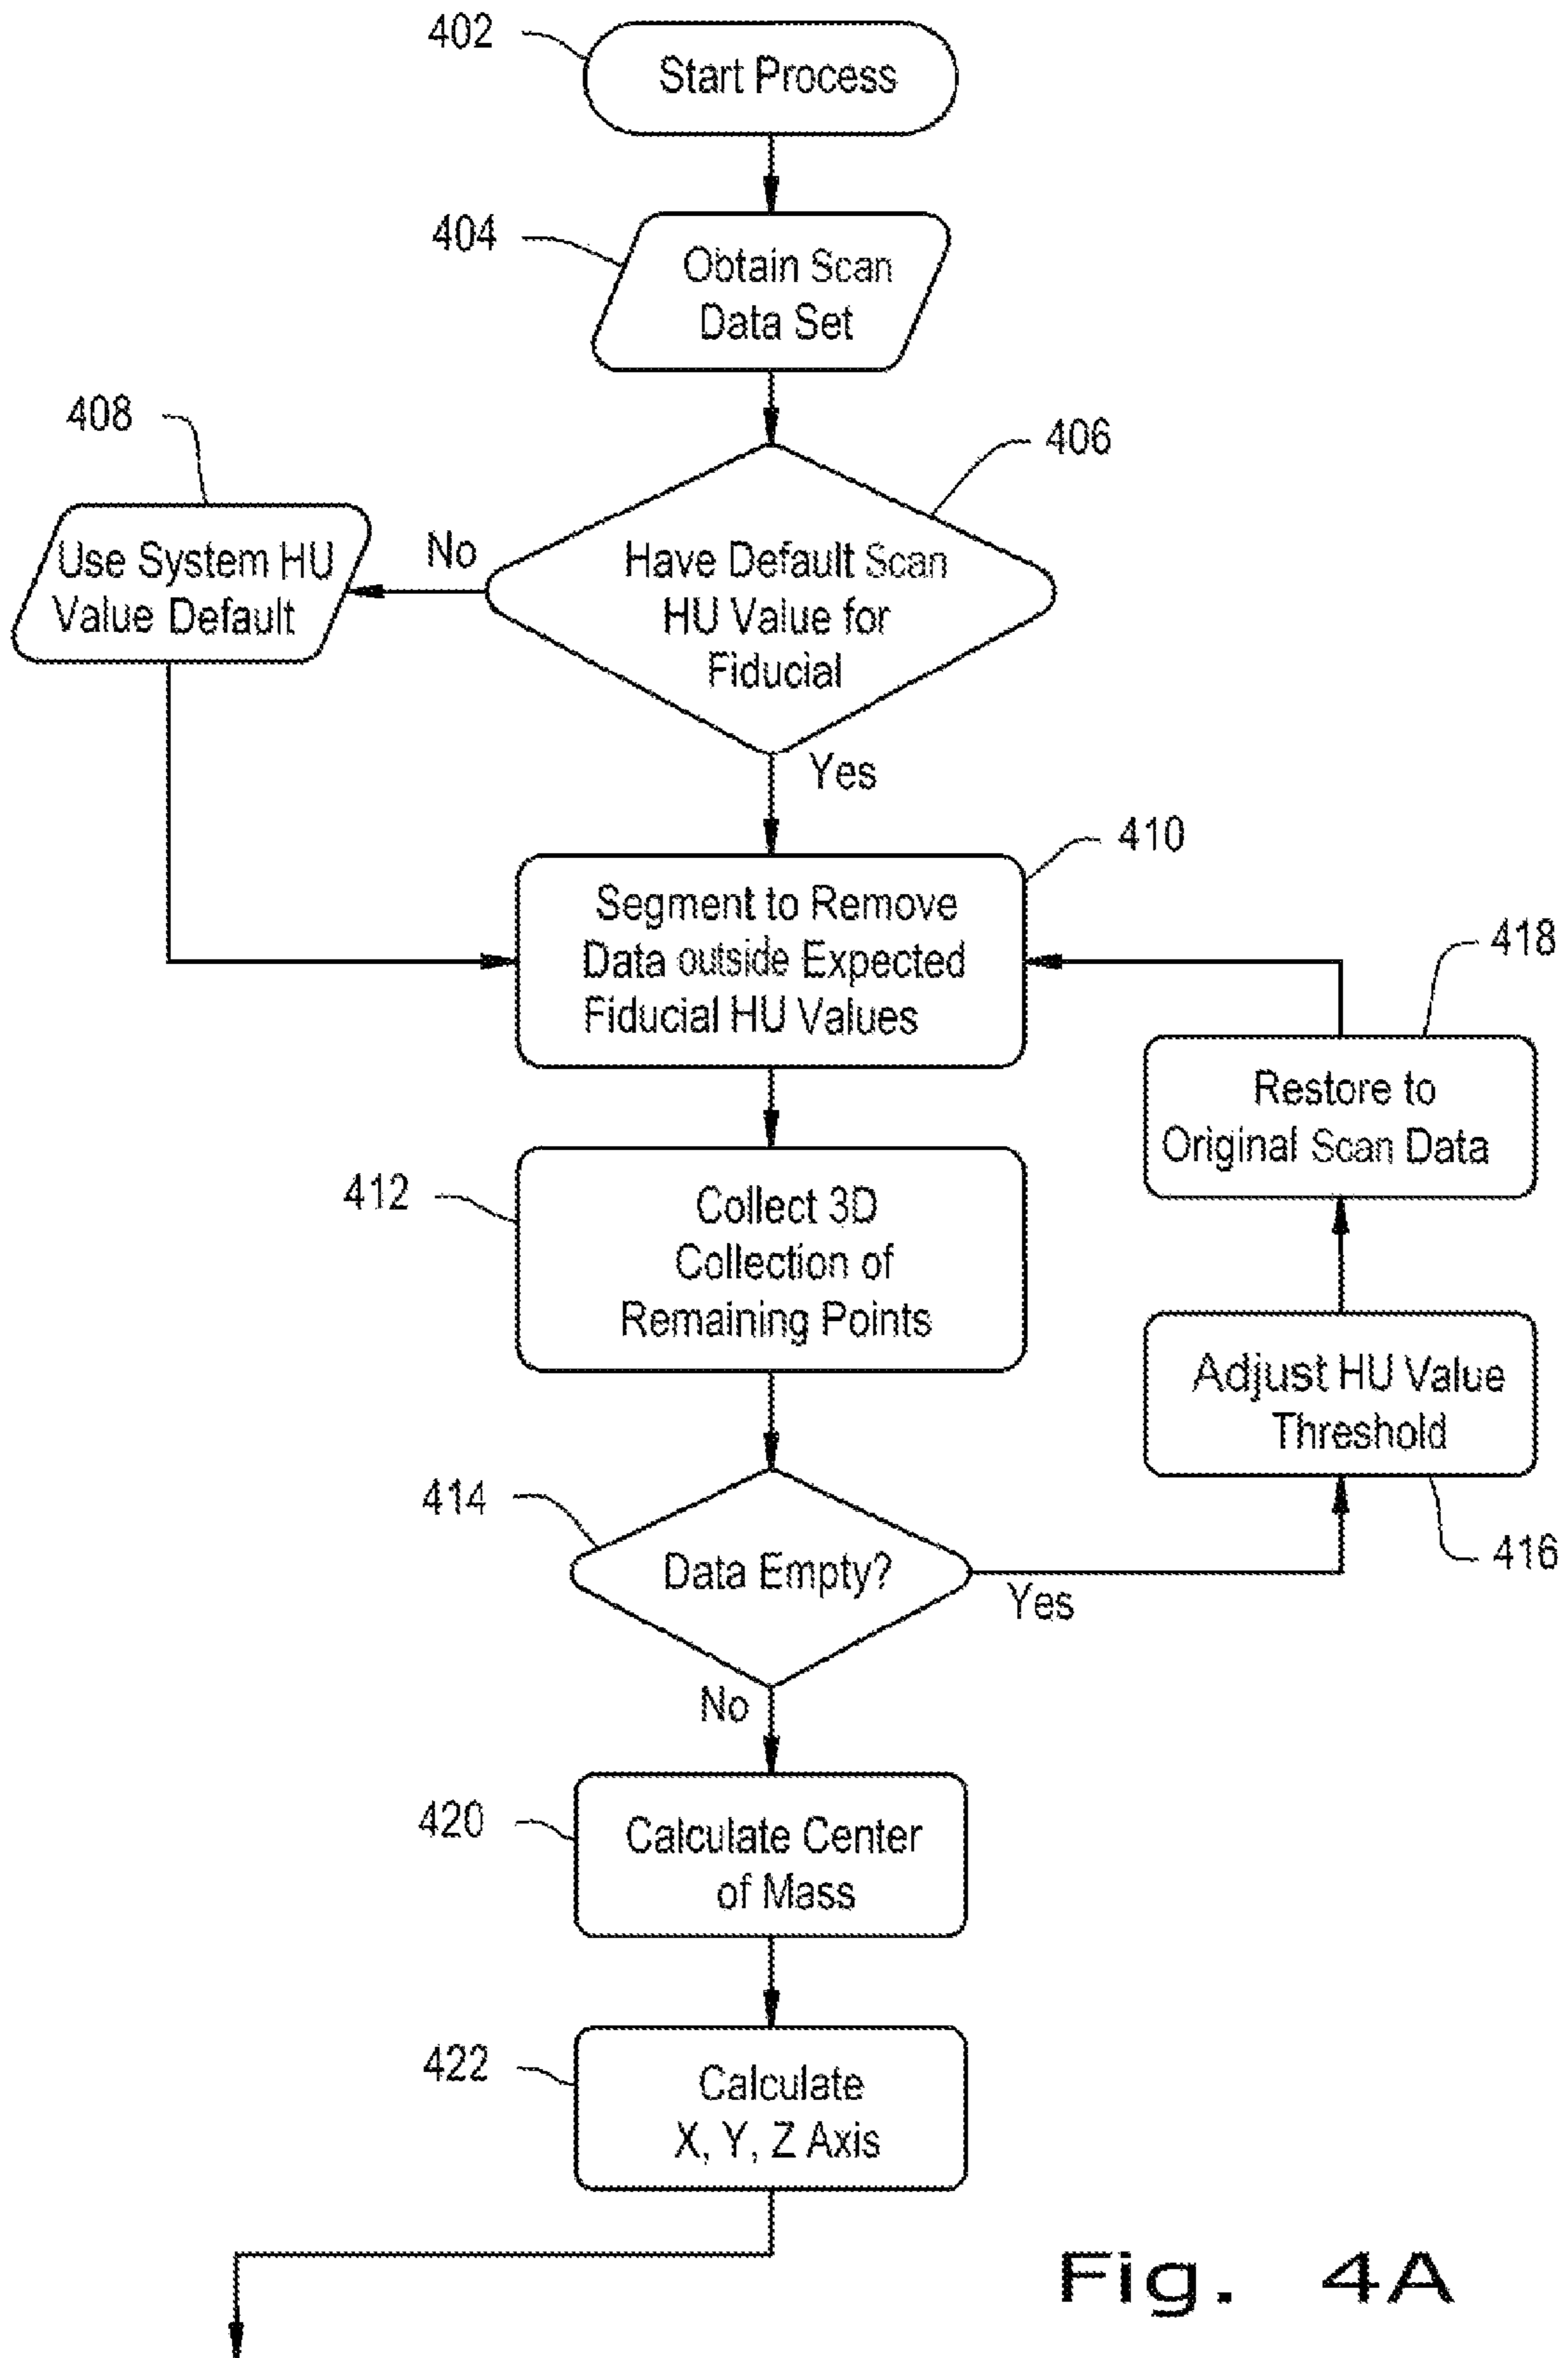 402
Start Process
404
Obtain Scan
Data Set
408
406
Use System HU
Value Default
No
Have Default Scan
HU Value for
Fiducial
Yes
410
Segment to Remove
Data outside Expected
Fiducial HU Values
418
Restore to
Original Scan Data
412
Collect 3D
Collection of
Remaining Points
Adjust HU Value
Threshold
414
Data Empty?
416
Yes
No
420
Calculate Center
of Mass
422
Calculate
X, Y, Z Axis
Fig. 4A